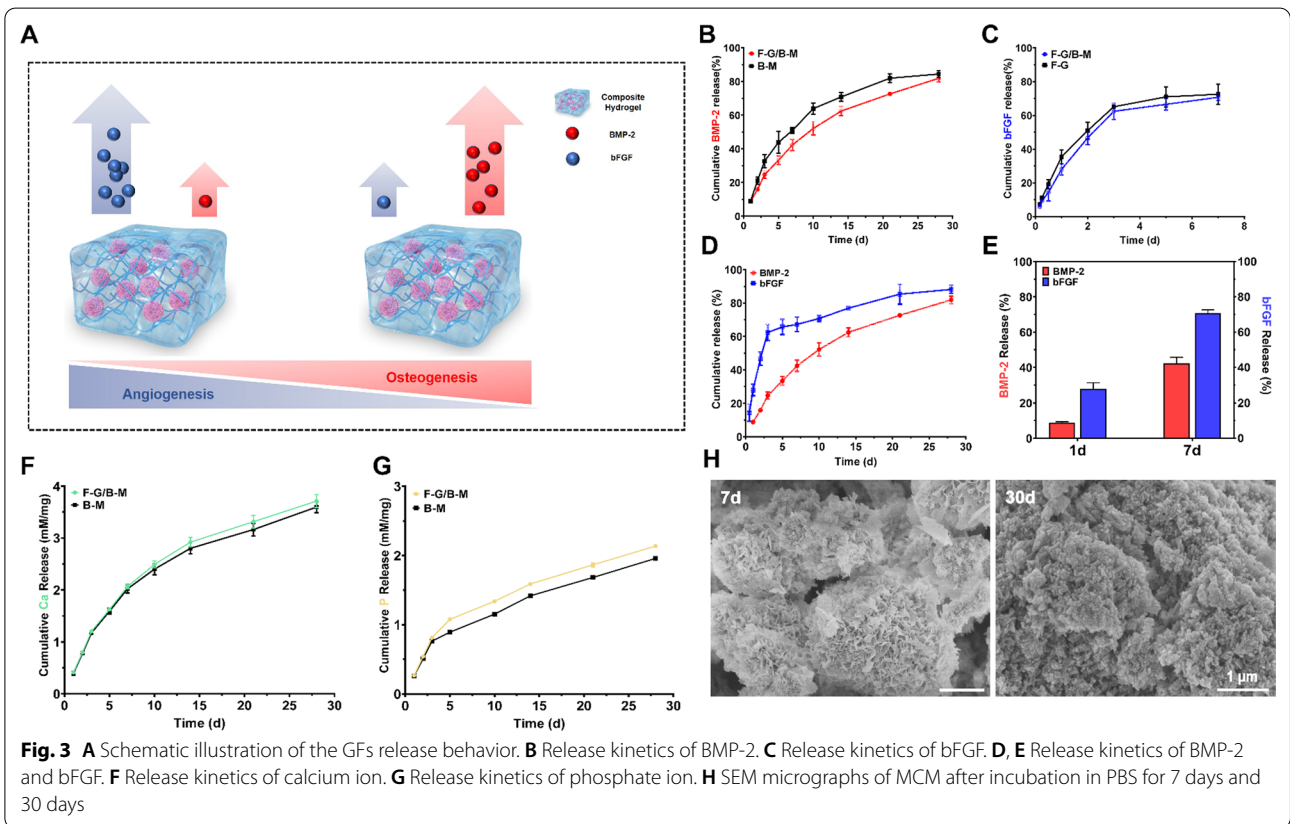 A
Composite
Hydrogel
BMP-2
bFGF
Angiogenesis
Osteogenesis
B
F-G/B-M
B-M
Cumulative BMP-2 release(%)
100
80
60
40
20
0
0 5 10 15 20 25 30
Time (d)
C
F-G/B-M
F-G
Cumulative bFGF release(%)
100
80
60
40
20
0
0 2 4 6 8
Time (d)
D
BMP-2
bFGF
Cumulative release (%)
100
80
60
40
20
0
0 5 10 15 20 25 30
Time (d)
E
BMP-2
bFGF
BMP-2 Release (%)
100
80
60
40
20
0
1d 7d
100
80
60
40
20
0
bFGF Release (%)
F
F-G/B-M
B-M
Cumulative Ca Release (mM/mg)
4
3
2
1
0
0 5 10 15 20 25 30
Time (d)
G
F-G/B-M
B-M
Cumulative P Release (mM/mg)
3
2
1
0
0 5 10 15 20 25 30
Time (d)
H
7d
30d
1 μm
Fig. 3 A Schematic illustration of the GFs release behavior. B Release kinetics of BMP-2. C Release kinetics of bFGF. D, E Release kinetics of BMP-2
and bFGF. F Release kinetics of calcium ion. G Release kinetics of phosphate ion. H SEM micrographs of MCM after incubation in PBS for 7 days and
30 days